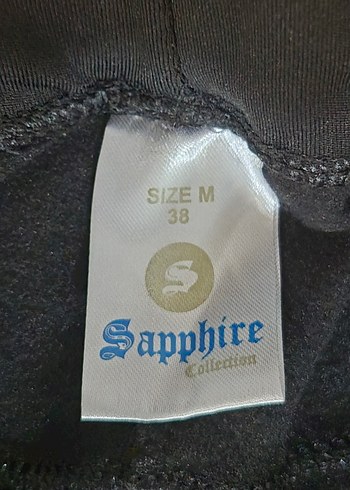 SIZE M
38
S
Sapphire
Collection